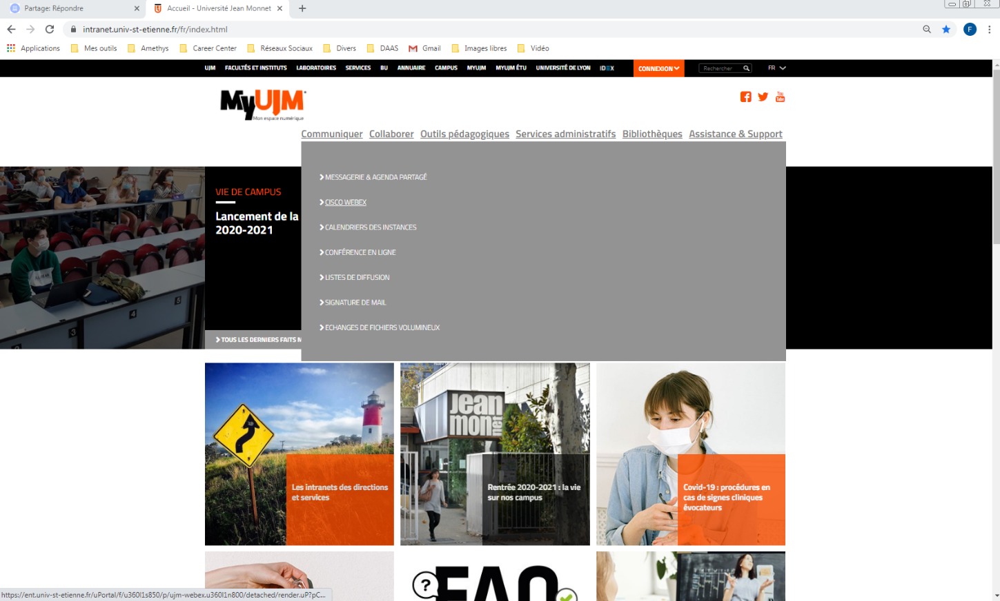 Partage: Répondre
Accueil - Université Jean Monnet
intranet.univ-st-etienne.fr/fr/index.html
F
Applications Mes outils Amethys Career Center Réseaux Sociaux Divers DAAS Gmail Images libres Vidéo
UJM FACULTÉS ET INSTITUTS LABORATOIRES SERVICES BU ANNUAIRE CAMPUS MYUJM MYUJM ÉTU UNIVERSITÉ DE LYON IDEX CONNEXION Rechercher FR
MyUJM
Mon espace numérique
You Tube
Communiquer Collaborer Outils pédagogiques Services administratifs Bibliothèques Assistance & Support
MESSAGERIE & AGENDA PARTAGÉ
CISCO WEBEX
CALENDRIERS DES INSTANCES
CONFÉRENCE EN LIGNE
LISTES DE DIFFUSION
SIGNATURE DE MAIL
ECHANGES DE FICHIERS VOLUMINEUX
VIE DE CAMPUS
Lancement de la
2020-2021
5
4
3
TOUS LES DERNIERS FAITS M
jean
mon
net
Les intranets des directions
et services
Rentrée 2020-2021 : la vie
sur nos campus
Covid-19 : procédures en
cas de signes cliniques
évocateurs
?
FAQ
https://ent.univ-st-etienne.fr/uPortal/f/u360l1s850/p/ujm-webex.u360l1n800/detached/render.uP?pC...